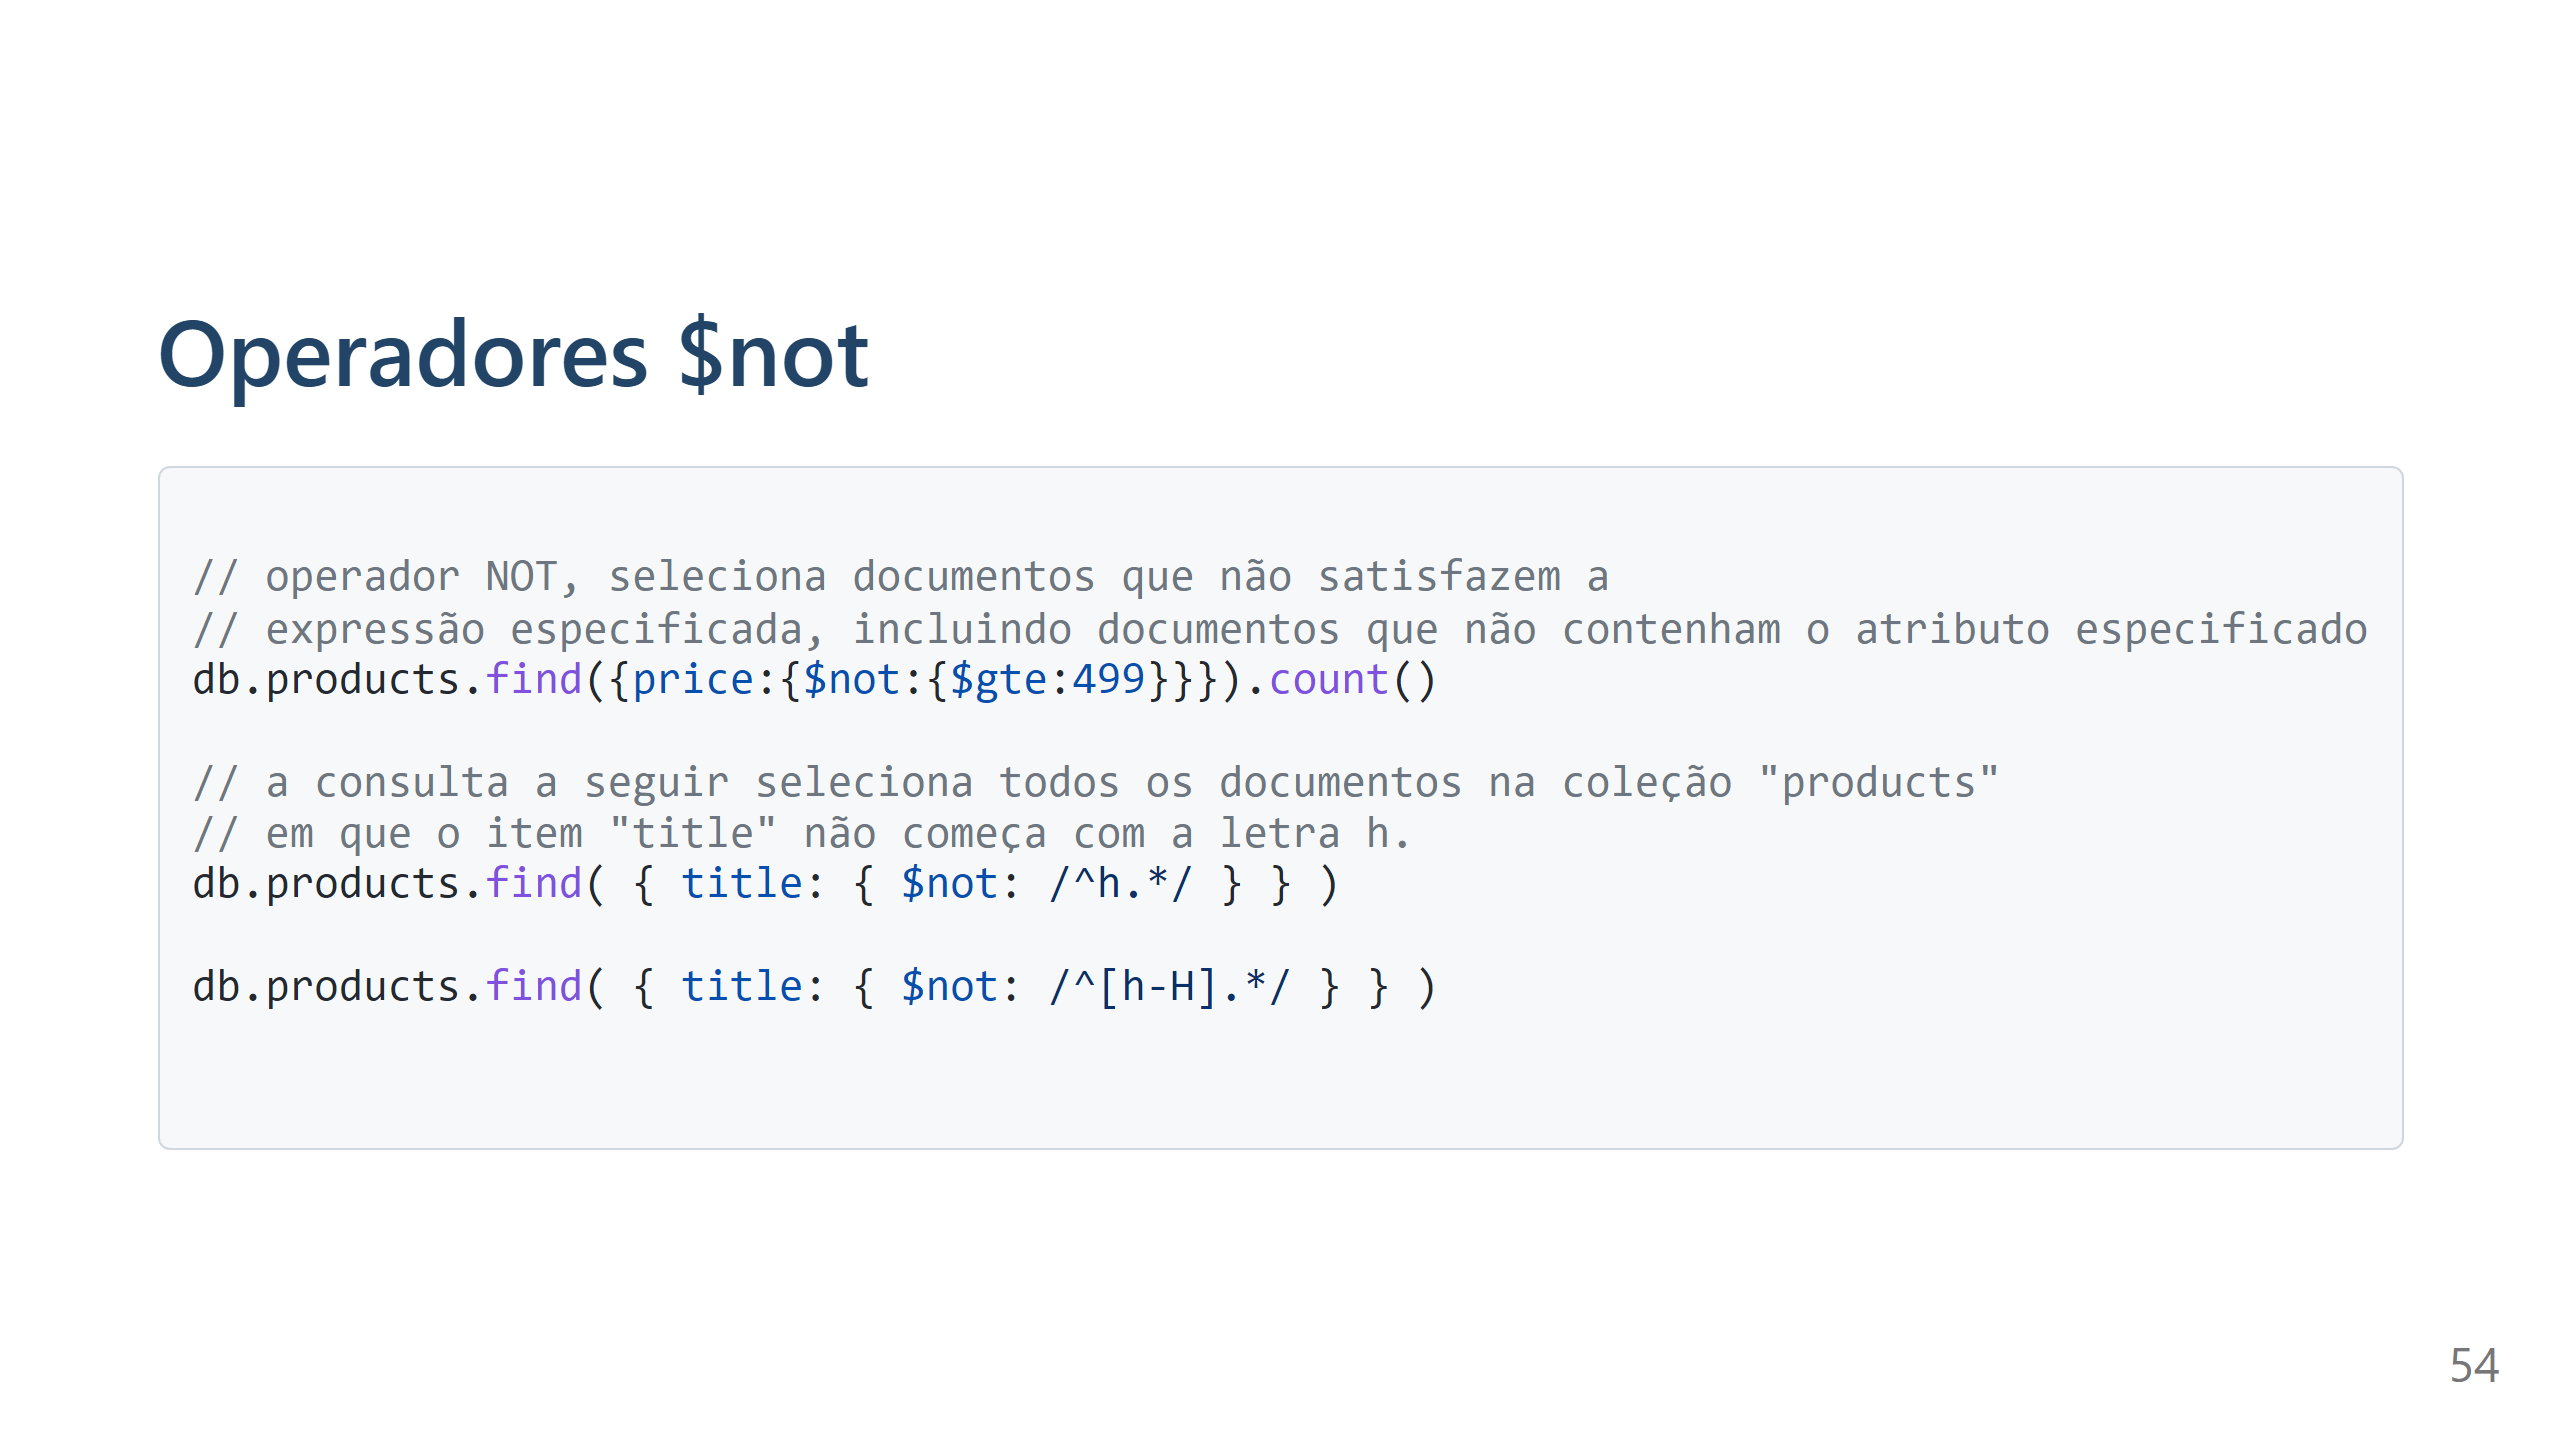 Operadores $not
// operador NOT, seleciona documentos que não satisfazem a
// expressão especificada, incluindo documentos que não contenham o atributo especificado
db.products.find({price:{$not:{$gte:499}}}).count()
// a consulta a seguir seleciona todos os documentos na coleção "products"
// em que o item "title" não começa com a letra h.
db.products.find( { title: { $not: /^h.*/ } } )
db.products.find( { title: { $not: /^[h-H].*/ } } )
54